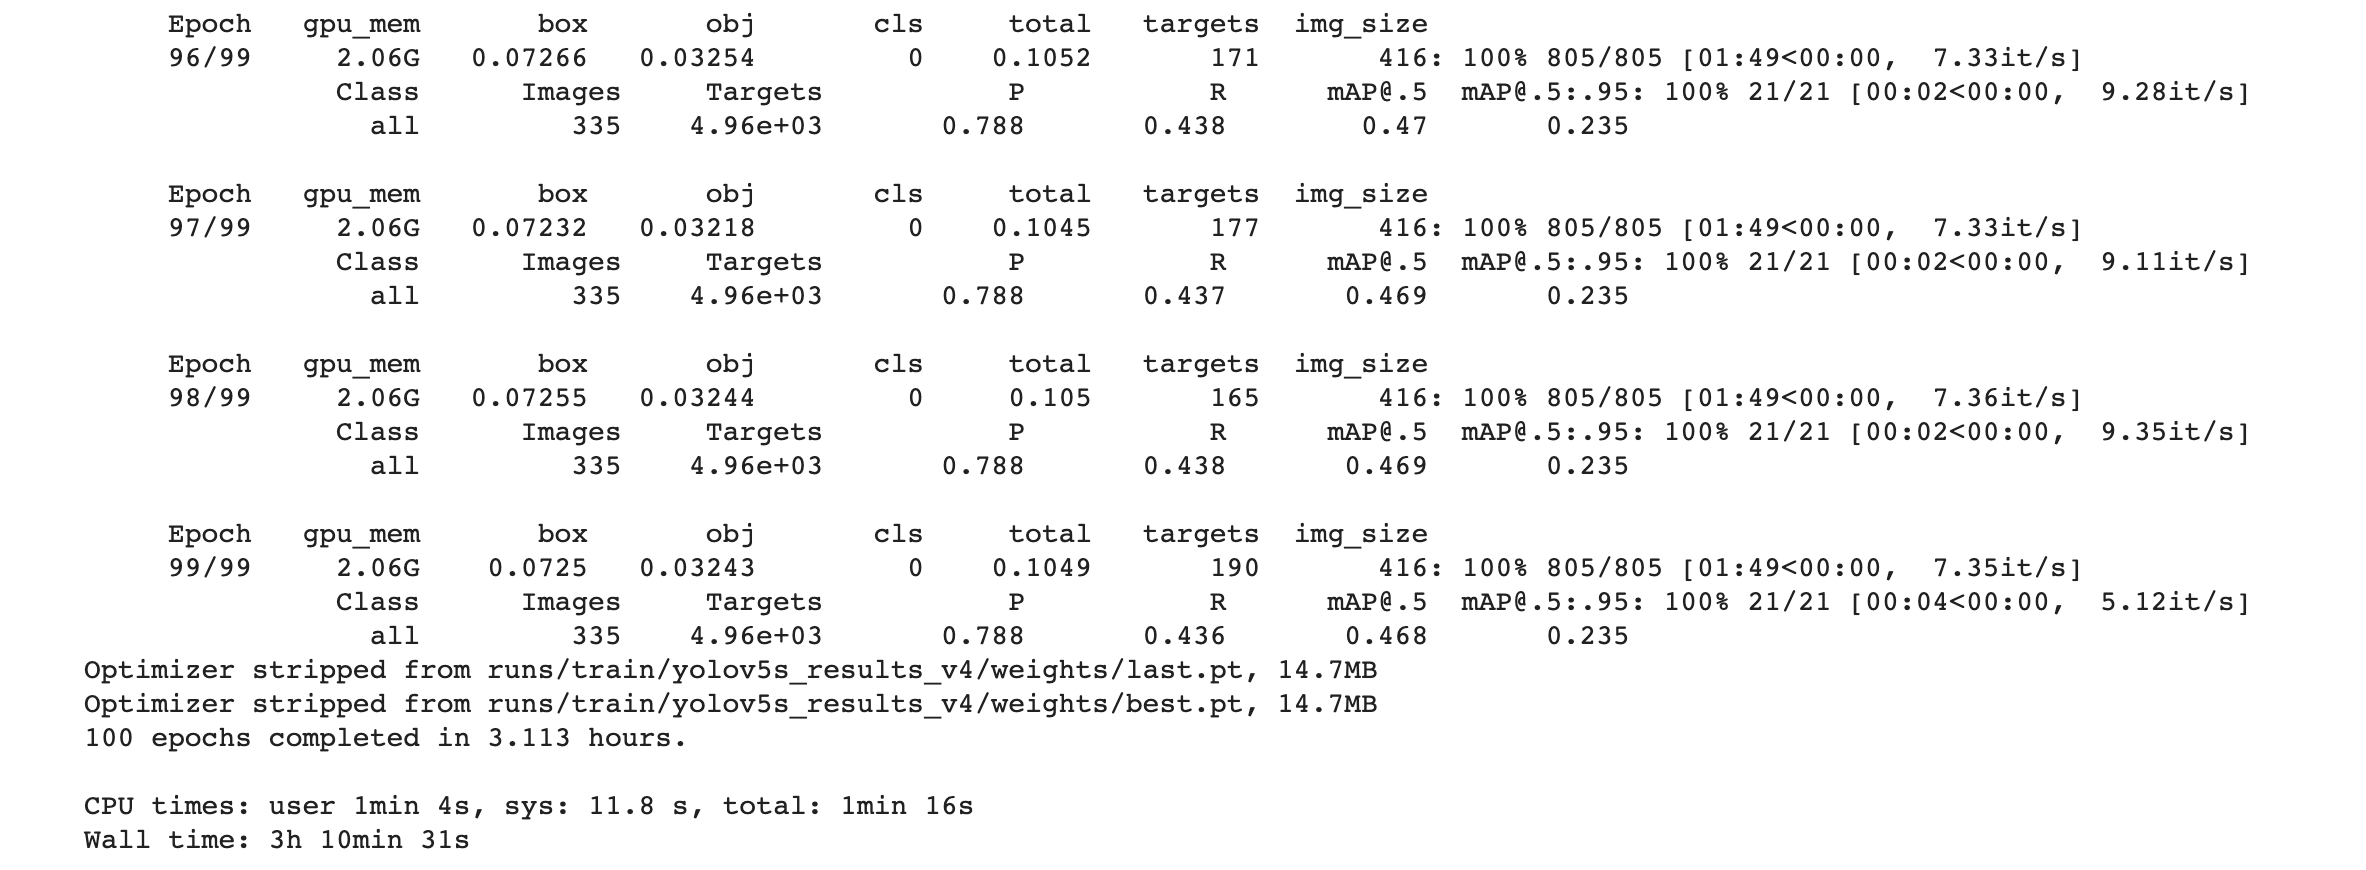 Epoch gpu_mem box obj cls total targets img_size
96/99 2.06G 0.07266 0.03254 0 0.1052 171 416: 100% 805/805 [01:49<00:00, 7.33it/s]
Class Images Targets P R mAP@.5 mAP@.5:.95: 100% 21/21 [00:02<00:00, 9.28it/s]
all 335 4.96e+03 0.788 0.438 0.47 0.235
Epoch gpu_mem box obj cls total targets img_size
97/99 2.06G 0.07232 0.03218 0 0.1045 177 416: 100% 805/805 [01:49<00:00, 7.33it/s]
Class Images Targets P R mAP@.5 mAP@.5:.95: 100% 21/21 [00:02<00:00, 9.11it/s]
all 335 4.96e+03 0.788 0.437 0.469 0.235
Epoch gpu_mem box obj cls total targets img_size
98/99 2.06G 0.07255 0.03244 0 0.105 165 416: 100% 805/805 [01:49<00:00, 7.36it/s]
Class Images Targets P R mAP@.5 mAP@.5:.95: 100% 21/21 [00:02<00:00, 9.35it/s]
all 335 4.96e+03 0.788 0.438 0.469 0.235
Epoch gpu_mem box obj cls total targets img_size
99/99 2.06G 0.0725 0.03243 0 0.1049 190 416: 100% 805/805 [01:49<00:00, 7.35it/s]
Class Images Targets P R mAP@.5 mAP@.5:.95: 100% 21/21 [00:04<00:00, 5.12it/s]
all 335 4.96e+03 0.788 0.436 0.468 0.235
Optimizer stripped from runs/train/yolov5s_results_v4/weights/last.pt, 14.7MB
Optimizer stripped from runs/train/yolov5s_results_v4/weights/best.pt, 14.7MB
100 epochs completed in 3.113 hours.
CPU times: user 1min 4s, sys: 11.8 s, total: 1min 16s
Wall time: 3h 10min 31s